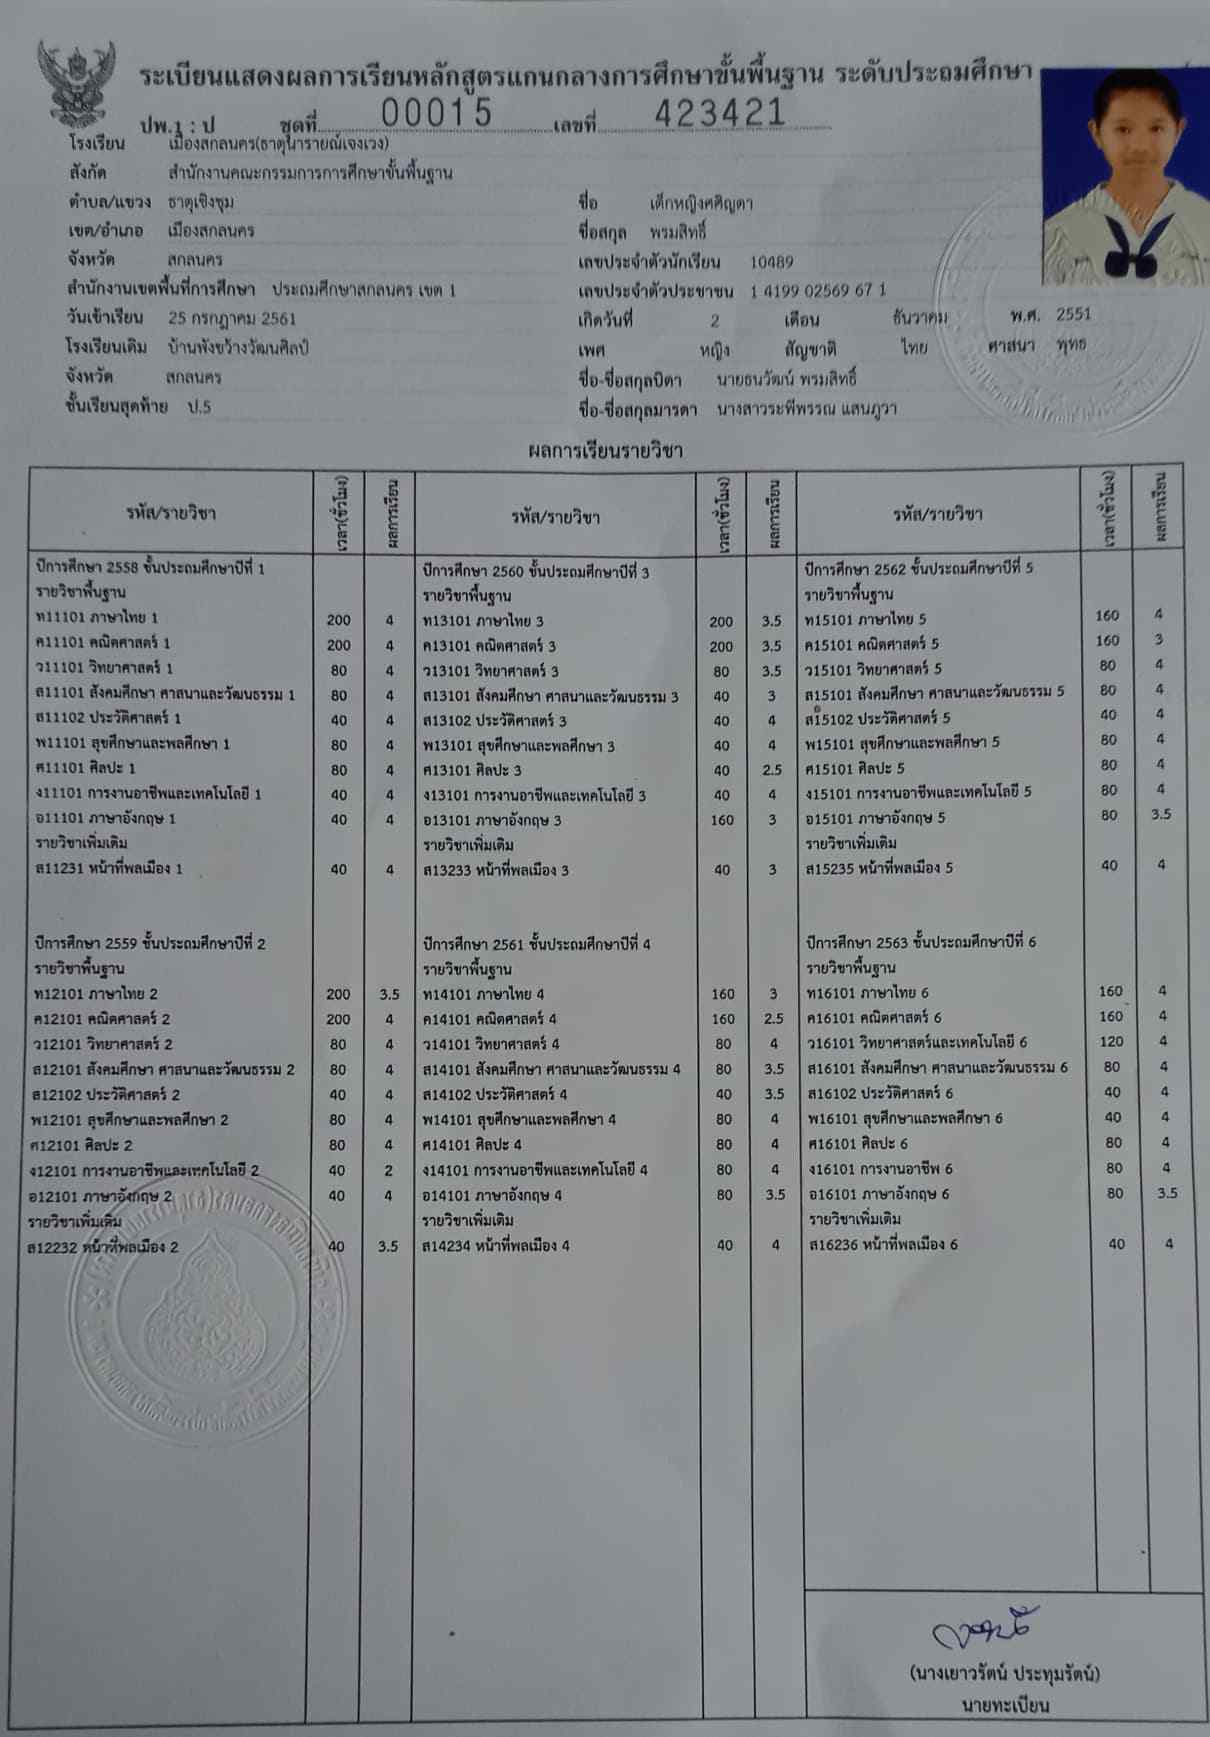 ระเบียนแสดงผลการเรียนหลักสูตรแกนกลางการศึกษาขั้นพื้นฐาน ระดับประถมศึกษา
ปพ.1 : ป ชุดที่ 00015 เลขที่ 423421
โรงเรียน เมืองสกลนคร(ธาตุนารายณ์เจงเวง)
สังกัด สำนักงานคณะกรรมการการศึกษาขั้นพื้นฐาน
ตำบล/แขวง ธาตุเชิงชุม
เขต/อำเภอ เมืองสกลนคร
จังหวัด สกลนคร
สำนักงานเขตพื้นที่การศึกษา ประถมศึกษาสกลนคร เขต 1
วันเข้าเรียน 25 กรกฎาคม 2561
โรงเรียนเดิม บ้านพังขว้างวัฒนศิลป์
จังหวัด สกลนคร
ชั้นเรียนสุดท้าย ป.5
ชื่อ เด็กหญิงศศิญดา
ชื่อสกุล พรมสิทธิ์
เลขประจำตัวนักเรียน 10489
เลขประจำตัวประชาชน 1 4199 02569 67 1
เกิดวันที่ 2 เดือน ธันวาคม พ.ศ. 2551
เพศ หญิง สัญชาติ ไทย ศาสนา พุทธ
ชื่อ-ชื่อสกุลบิดา นายธนวัฒน์ พรมสิทธิ์
ชื่อ-ชื่อสกุลมารดา นางสาวระพีพรรณ แสนภูวา
ผลการเรียนรายวิชา
รหัส/รายวิชา เวลา(ชั่วโมง) ผลการเรียน
ปีการศึกษา 2558 ชั้นประถมศึกษาปีที่ 1
รายวิชาพื้นฐาน
ท11101 ภาษาไทย 1 200 4
ค11101 คณิตศาสตร์ 1 200 4
ว11101 วิทยาศาสตร์ 1 80 4
ส11101 สังคมศึกษา ศาสนาและวัฒนธรรม 1 80 4
ส11102 ประวัติศาสตร์ 1 40 4
พ11101 สุขศึกษาและพลศึกษา 1 80 4
ศ11101 ศิลปะ 1 80 4
ง11101 การงานอาชีพและเทคโนโลยี 1 40 4
อ11101 ภาษาอังกฤษ 1 40 4
รายวิชาเพิ่มเติม
ส11231 หน้าที่พลเมือง 1 40 4
ปีการศึกษา 2559 ชั้นประถมศึกษาปีที่ 2
รายวิชาพื้นฐาน
ท12101 ภาษาไทย 2 200 3.5
ค12101 คณิตศาสตร์ 2 200 4
ว12101 วิทยาศาสตร์ 2 80 4
ส12101 สังคมศึกษา ศาสนาและวัฒนธรรม 2 80 4
ส12102 ประวัติศาสตร์ 2 40 4
พ12101 สุขศึกษาและพลศึกษา 2 80 4
ศ12101 ศิลปะ 2 80 4
ง12101 การงานอาชีพและเทคโนโลยี 2 40 2
อ12101 ภาษาอังกฤษ 2 40 4
รายวิชาเพิ่มเติม
ส12232 หน้าที่พลเมือง 2 40 3.5
รหัส/รายวิชา เวลา(ชั่วโมง) ผลการเรียน
ปีการศึกษา 2560 ชั้นประถมศึกษาปีที่ 3
รายวิชาพื้นฐาน
ท13101 ภาษาไทย 3 200 3.5
ค13101 คณิตศาสตร์ 3 200 3.5
ว13101 วิทยาศาสตร์ 3 80 3.5
ส13101 สังคมศึกษา ศาสนาและวัฒนธรรม 3 40 3
ส13102 ประวัติศาสตร์ 3 40 4
พ13101 สุขศึกษาและพลศึกษา 3 40 4
ศ13101 ศิลปะ 3 40 2.5
ง13101 การงานอาชีพและเทคโนโลยี 3 40 4
อ13101 ภาษาอังกฤษ 3 160 3
รายวิชาเพิ่มเติม
ส13233 หน้าที่พลเมือง 3 40 3
ปีการศึกษา 2561 ชั้นประถมศึกษาปีที่ 4
รายวิชาพื้นฐาน
ท14101 ภาษาไทย 4 160 3
ค14101 คณิตศาสตร์ 4 160 2.5
ว14101 วิทยาศาสตร์ 4 80 4
ส14101 สังคมศึกษา ศาสนาและวัฒนธรรม 4 80 3.5
ส14102 ประวัติศาสตร์ 4 40 3.5
พ14101 สุขศึกษาและพลศึกษา 4 80 4
ศ14101 ศิลปะ 4 80 4
ง14101 การงานอาชีพและเทคโนโลยี 4 80 4
อ14101 ภาษาอังกฤษ 4 80 3.5
รายวิชาเพิ่มเติม
ส14234 หน้าที่พลเมือง 4 40 4
รหัส/รายวิชา เวลา(ชั่วโมง) ผลการเรียน
ปีการศึกษา 2562 ชั้นประถมศึกษาปีที่ 5
รายวิชาพื้นฐาน
ท15101 ภาษาไทย 5 160 4
ค15101 คณิตศาสตร์ 5 160 3
ว15101 วิทยาศาสตร์ 5 80 4
ส15101 สังคมศึกษา ศาสนาและวัฒนธรรม 5 80 4
ส15102 ประวัติศาสตร์ 5 40 4
พ15101 สุขศึกษาและพลศึกษา 5 80 4
ศ15101 ศิลปะ 5 80 4
ง15101 การงานอาชีพและเทคโนโลยี 5 80 4
อ15101 ภาษาอังกฤษ 5 80 3.5
รายวิชาเพิ่มเติม
ส15235 หน้าที่พลเมือง 5 40 4
ปีการศึกษา 2563 ชั้นประถมศึกษาปีที่ 6
รายวิชาพื้นฐาน
ท16101 ภาษาไทย 6 160 4
ค16101 คณิตศาสตร์ 6 160 4
ว16101 วิทยาศาสตร์และเทคโนโลยี 6 120 4
ส16101 สังคมศึกษา ศาสนาและวัฒนธรรม 6 80 4
ส16102 ประวัติศาสตร์ 6 40 4
พ16101 สุขศึกษาและพลศึกษา 6 40 4
ศ16101 ศิลปะ 6 80 4
ง16101 การงานอาชีพ 6 80 4
อ16101 ภาษาอังกฤษ 6 80 3.5
รายวิชาเพิ่มเติม
ส16236 หน้าที่พลเมือง 6 40 4
(นางเยาวรัตน์ ประทุมรัตน์)
นายทะเบียน